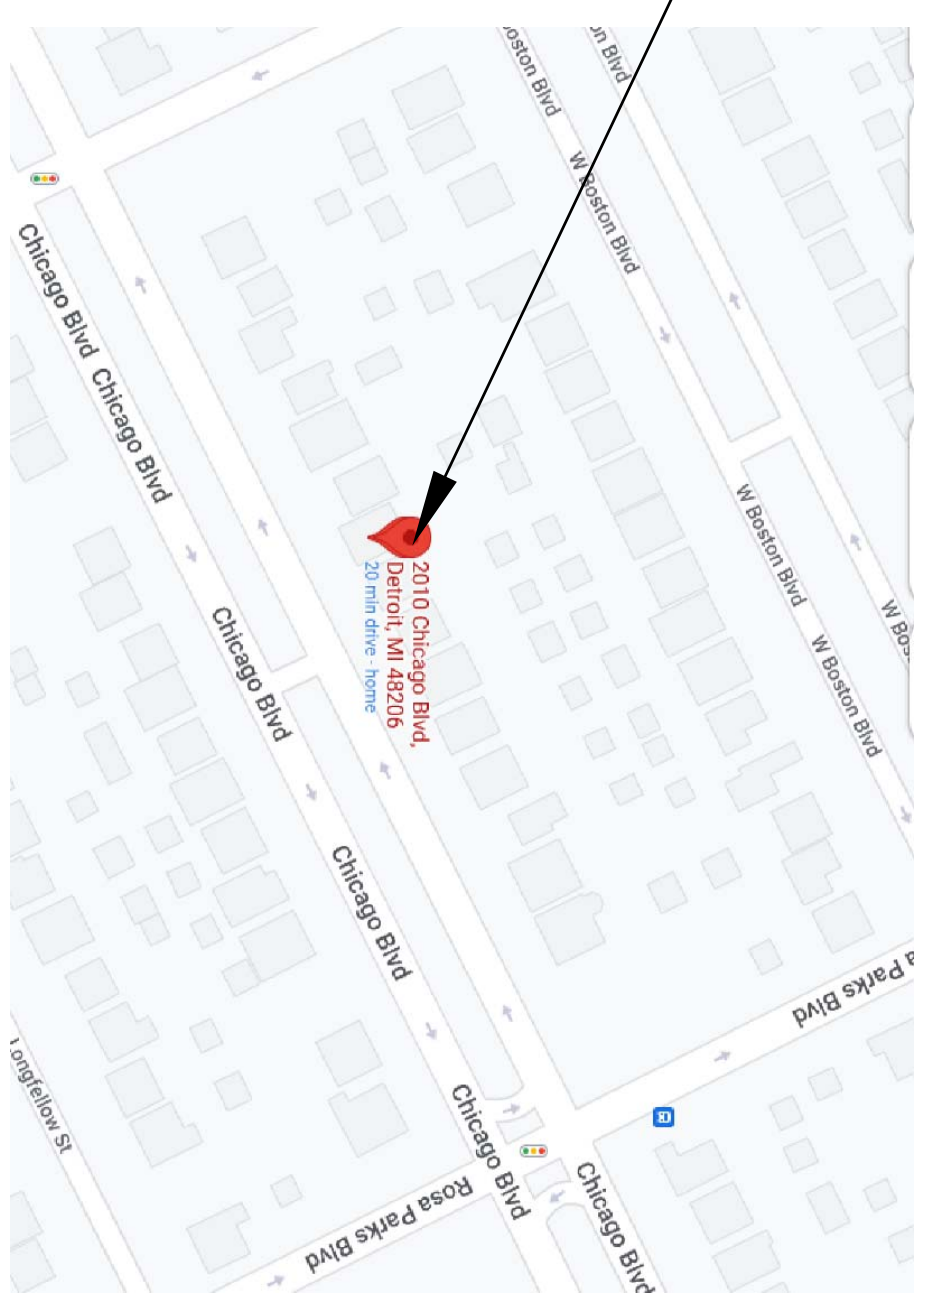 oston Blvd
on Blvd
W Boston Blvd
Chicago Blvd
Chicago Blvd
W Boston Blvd
W Bos
W Boston Blvd
2010 Chicago Blvd,
Detroit, MI 48206
20 min drive - home
Chicago Blvd
Chicago Blvd
a Parks Blvd
Longfellow St
Chicago Blvd
Chicago Blvd
Rosa Parks Blvd